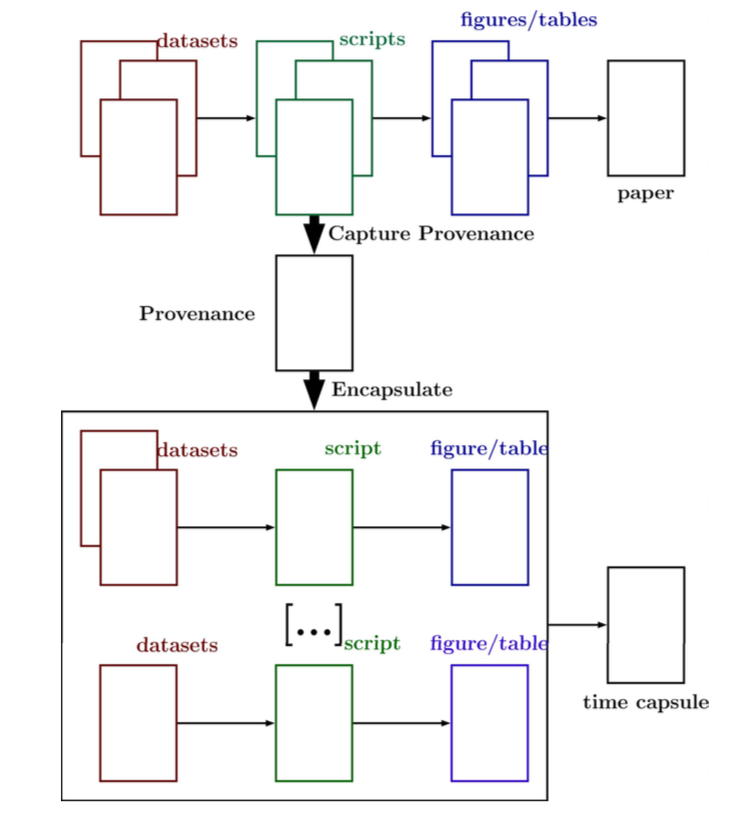 figures/tables
datasets
scripts
paper
Capture Provenance
Provenance
Encapsulate
datasets
script
figure/table
[...]
datasets
script
figure/table
time capsule